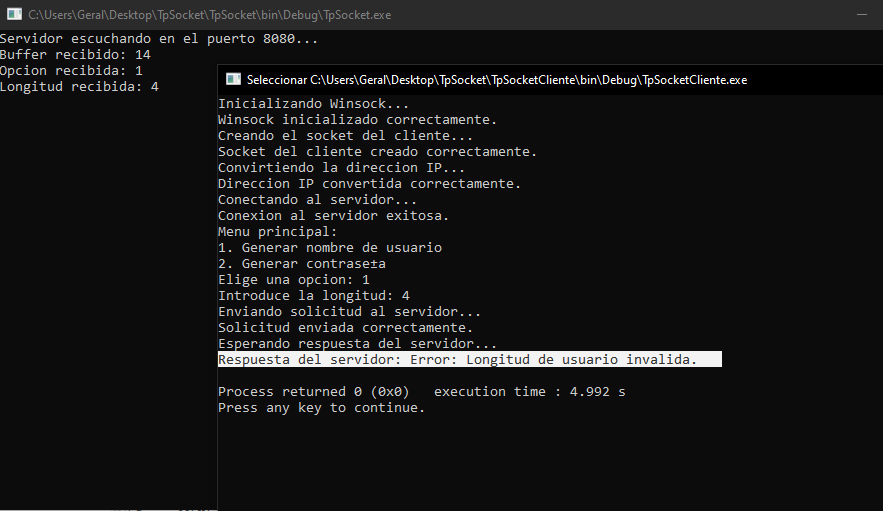 C:\Users\Geral\Desktop\TpSocket\TpSocket\bin\Debug\TpSocket.exe
Servidor escuchando en el puerto 8080...
Buffer recibido: 14
Opcion recibida: 1
Longitud recibida: 4
Seleccionar C:\Users\Geral\Desktop\TpSocket\TpSocketCliente\bin\Debug\TpSocketCliente.exe
Inicializando Winsock...
Winsock inicializado correctamente.
Creando el socket del cliente...
Socket del cliente creado correctamente.
Convirtiendo la direccion IP...
Direccion IP convertida correctamente.
Conectando al servidor...
Conexion al servidor exitosa.
Menu principal:
1. Generar nombre de usuario
2. Generar contrase±a
Elige una opcion: 1
Introduce la longitud: 4
Enviando solicitud al servidor...
Solicitud enviada correctamente.
Esperando respuesta del servidor...
Respuesta del servidor: Error: Longitud de usuario invalida.
Process returned 0 (0x0)   execution time : 4.992 s
Press any key to continue.